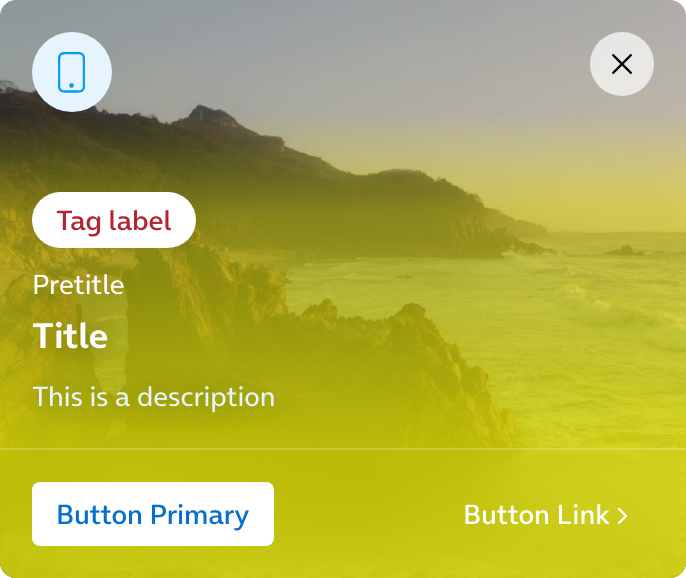 Tag label
Pretitle
Title
This is a description
Button Primary
Button Link